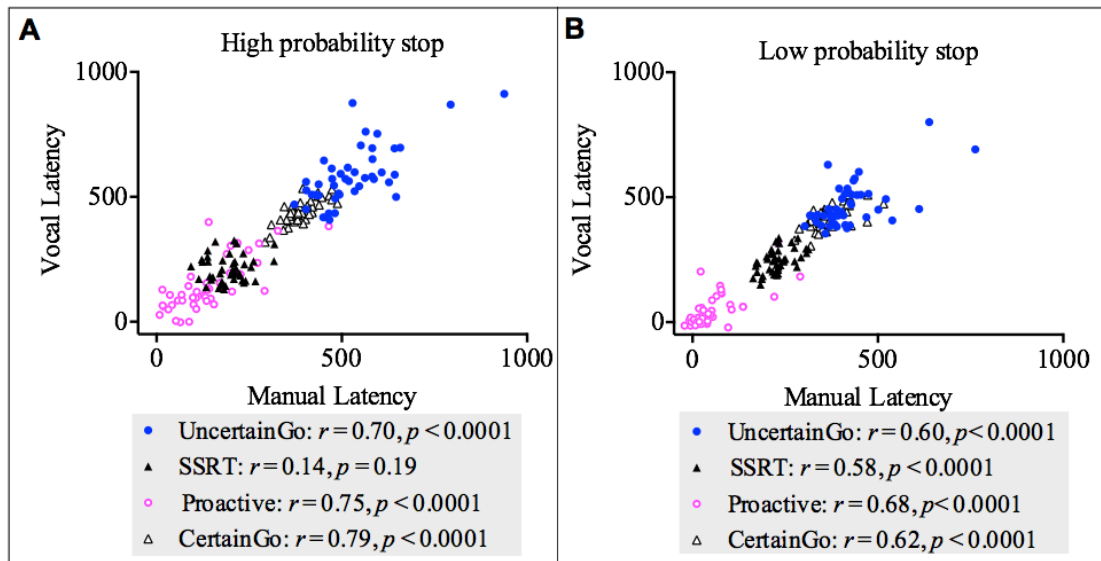 A
High probability stop
1000
500
0
Vocal Latency
0
500
1000
Manual Latency
UncertainGo: r = 0.70, p < 0.0001
SSRT: r = 0.14, p = 0.19
Proactive: r = 0.75, p < 0.0001
CertainGo: r = 0.79, p < 0.0001
B
Low probability stop
1000
500
0
Vocal Latency
0
500
1000
Manual Latency
UncertainGo: r = 0.60, p < 0.0001
SSRT: r = 0.58, p < 0.0001
Proactive: r = 0.68, p < 0.0001
CertainGo: r = 0.62, p < 0.0001